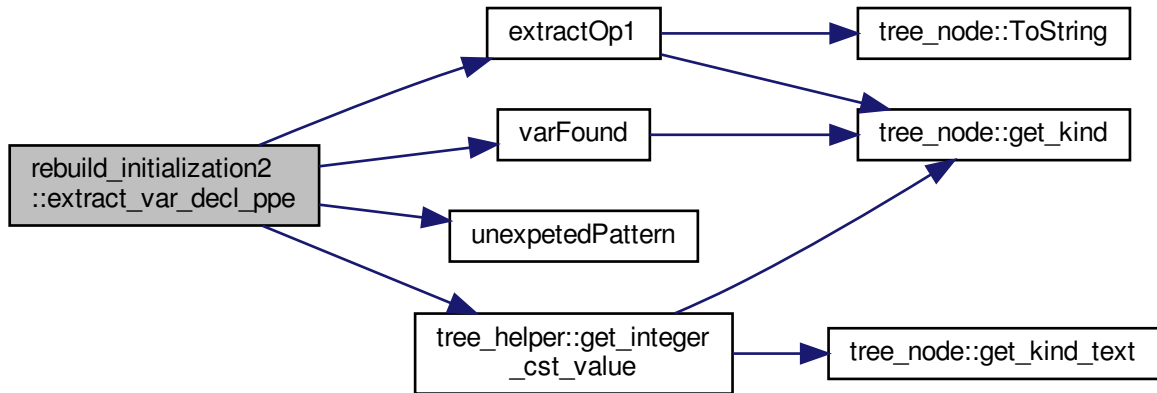 extractOp1
tree_node::ToString
varFound
tree_node::get_kind
rebuild_initialization2
::extract_var_decl_ppe
unexpetedPattern
tree_helper::get_integer
_cst_value
tree_node::get_kind_text